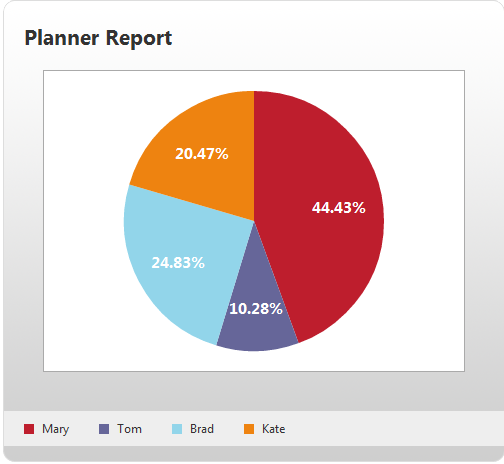 Planner Report
20.47%
44.43%
24.83%
10.28%
Mary Tom Brad Kate